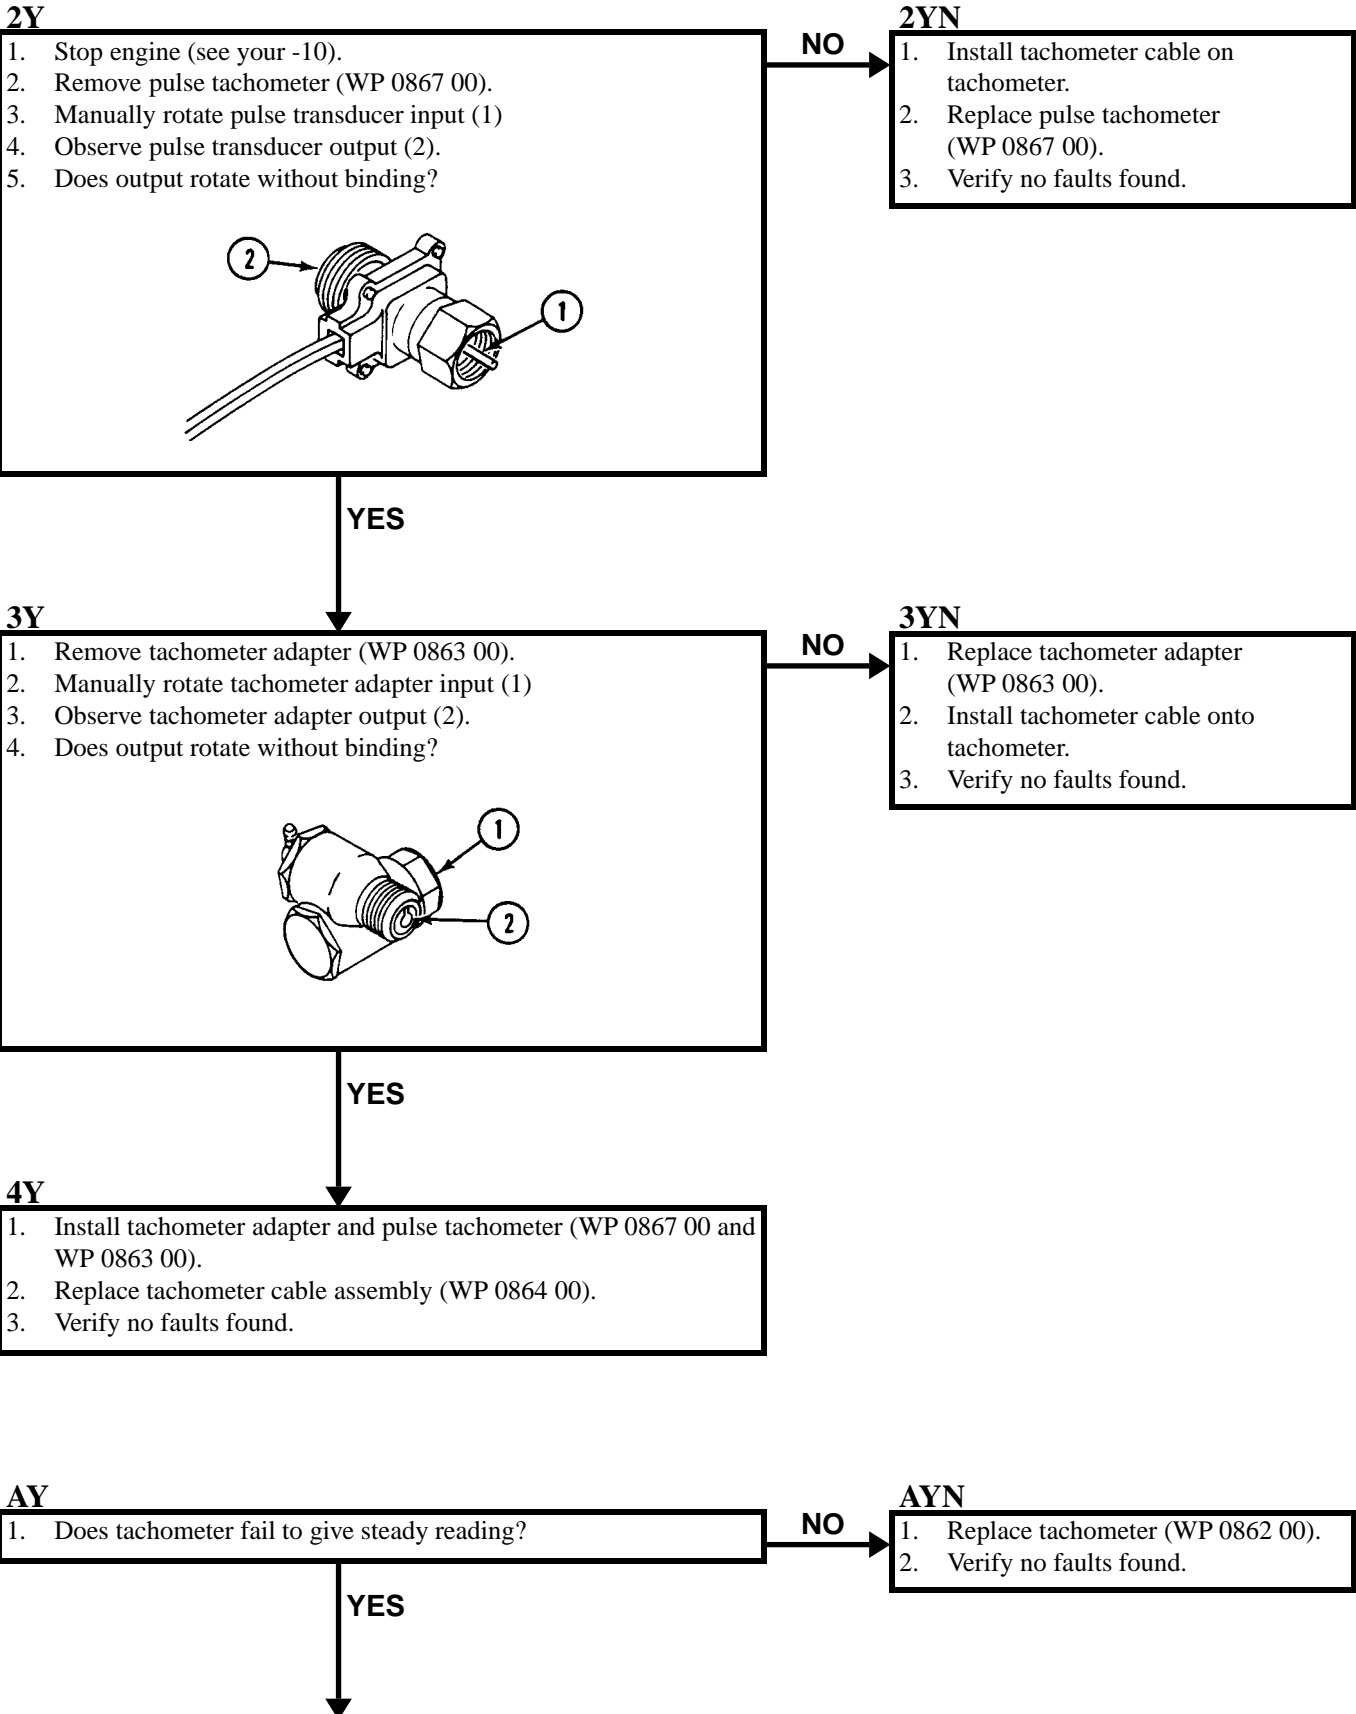 2Y
1. Stop engine (see your -10).
2. Remove pulse tachometer (WP 0867 00).
3. Manually rotate pulse transducer input (1)
4. Observe pulse transducer output (2).
5. Does output rotate without binding?
2
1
NO
2YN
1. Install tachometer cable on
tachometer.
2. Replace pulse tachometer
(WP 0867 00).
3. Verify no faults found.
YES
3Y
1. Remove tachometer adapter (WP 0863 00).
2. Manually rotate tachometer adapter input (1)
3. Observe tachometer adapter output (2).
4. Does output rotate without binding?
1
2
NO
3YN
1. Replace tachometer adapter
(WP 0863 00).
2. Install tachometer cable onto
tachometer.
3. Verify no faults found.
YES
4Y
1. Install tachometer adapter and pulse tachometer (WP 0867 00 and
WP 0863 00).
2. Replace tachometer cable assembly (WP 0864 00).
3. Verify no faults found.
AY
1. Does tachometer fail to give steady reading?
NO
AYN
1. Replace tachometer (WP 0862 00).
2. Verify no faults found.
YES